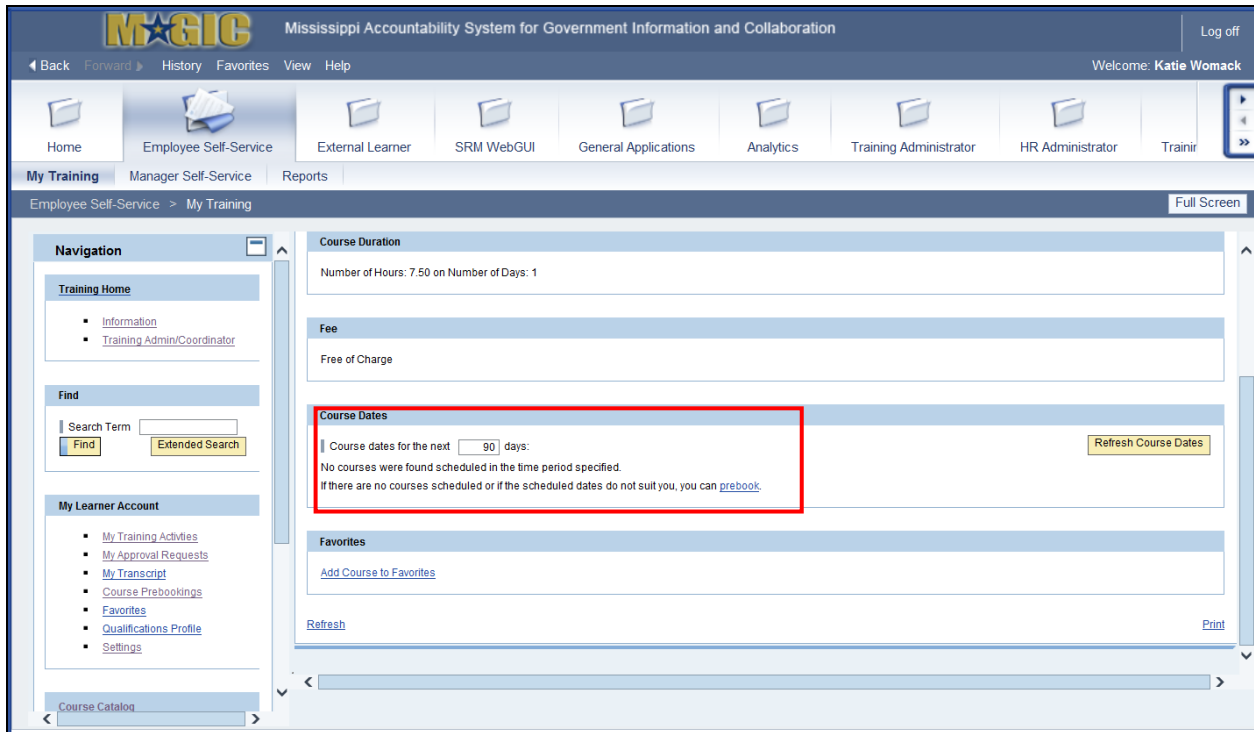 MAGIC Mississippi Accountability System for Government Information and Collaboration Log off
Back Forward History Favorites View Help Welcome: Katie Womack
Home Employee Self-Service External Learner SRM WebGUI General Applications Analytics Training Administrator HR Administrator Trainir
My Training Manager Self-Service Reports
Employee Self-Service > My Training Full Screen
Navigation
Training Home
Information
Training Admin/Coordinator
Find
Search Term
Find Extended Search
My Learner Account
My Training Activties
My Approval Requests
My Transcript
Course Prebookings
Favorites
Qualifications Profile
Settings
Course Catalog
Course Duration
Number of Hours: 7.50 on Number of Days: 1
Fee
Free of Charge
Course Dates
Course dates for the next 90 days: Refresh Course Dates
No courses were found scheduled in the time period specified.
If there are no courses scheduled or if the scheduled dates do not suit you, you can prebook.
Favorites
Add Course to Favorites
Refresh Print